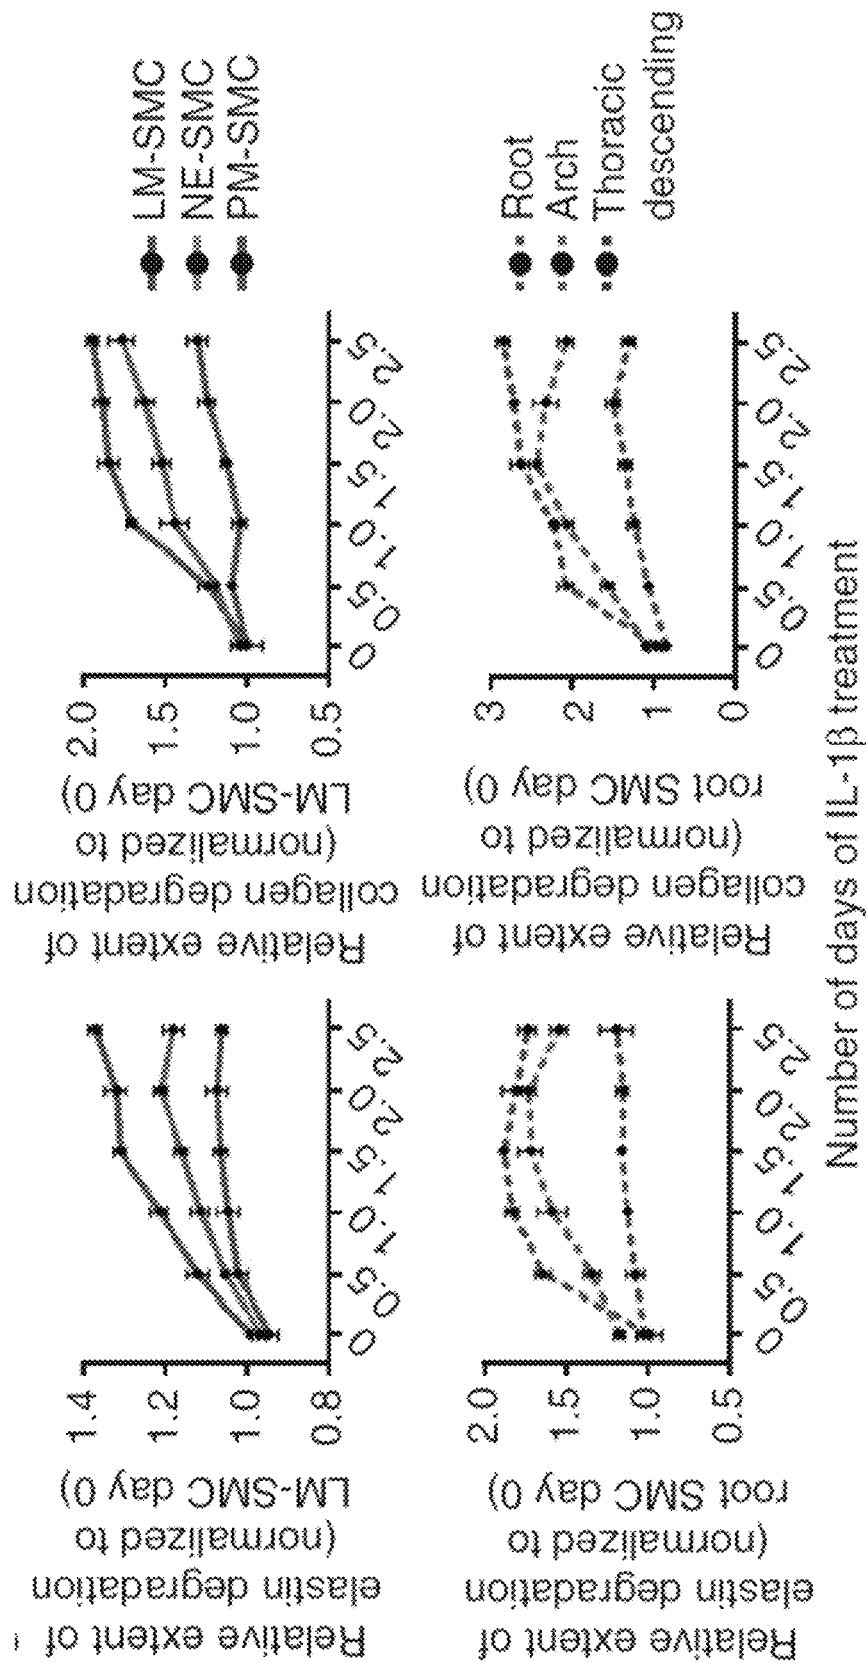 Relative extent of
elastin degradation
(normalized to
LM-SMC day 0)
1.4
1.2
1.0
0.8
0
0.5
1.0
1.5
2.0
2.5
Relative extent of
collagen degradation
(normalized to
LM-SMC day 0)
2.0
1.5
1.0
0.5
0
0.5
1.0
1.5
2.0
2.5
LM-SMC
NE-SMC
PM-SMC
Relative extent of
elastin degradation
(normalized to
root SMC day 0)
2.0
1.5
1.0
0.5
0
0.5
1.0
1.5
2.0
2.5
Relative extent of
collagen degradation
(normalized to
root SMC day 0)
3
2
1
0
0
0.5
1.0
1.5
2.0
2.5
Root
Arch
Thoracic
descending
Number of days of IL-1β treatment